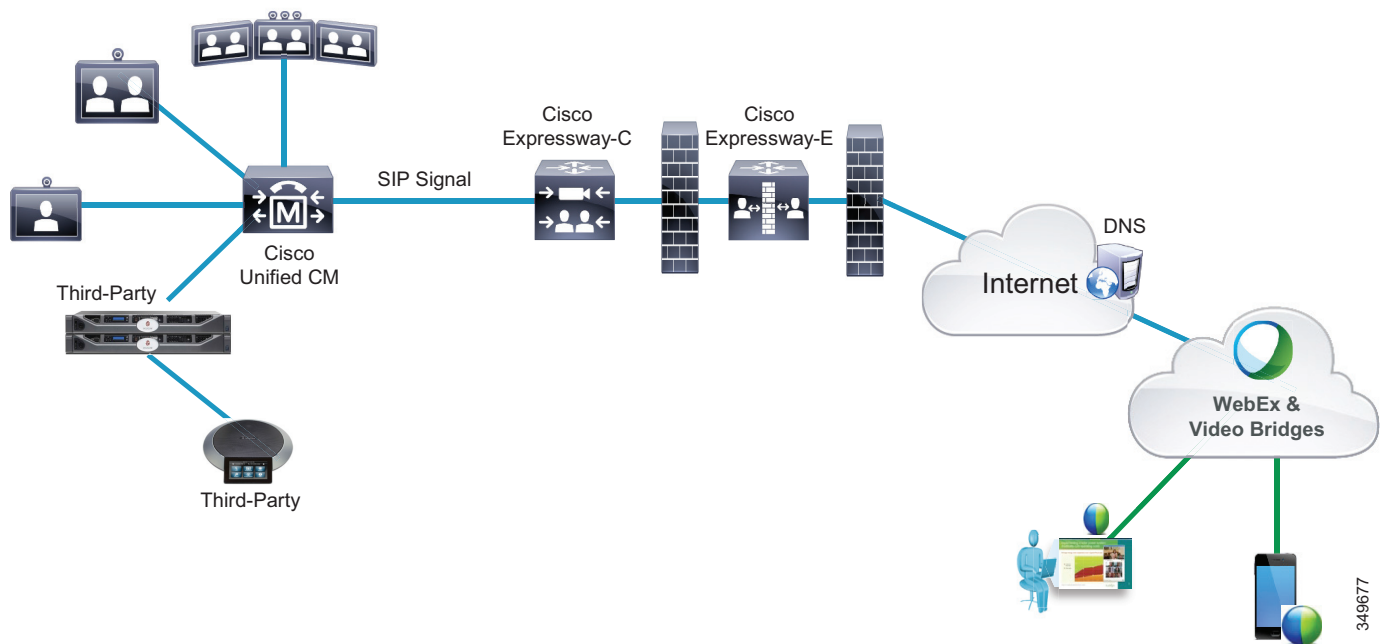 Cisco
Expressway-C
Cisco
Expressway-E
SIP Signal
M
Cisco
Unified CM
DNS
Internet
Third-Party
WebEx &
Video Bridges
Third-Party
349677